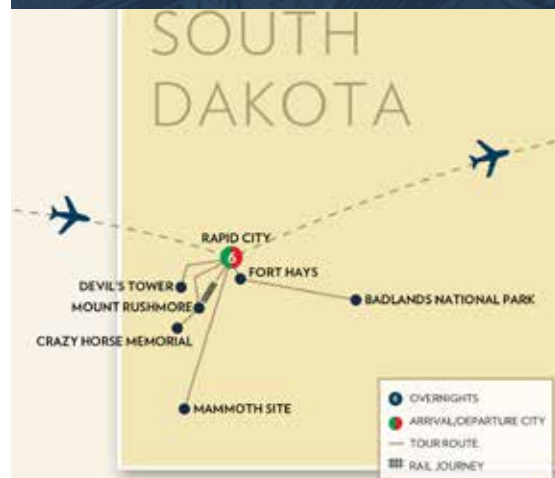 SOUTH
DAKOTA
RAPID CITY
6
FORT HAYS
DEVIL'S TOWER
BADLANDS NATIONAL PARK
MOUNT RUSHMORE
CRAZY HORSE MEMORIAL
MAMMOTH SITE
6 OVERNIGHTS
ARRIVAL/DEPARTURE CITY
TOUR ROUTE
RAIL JOURNEY